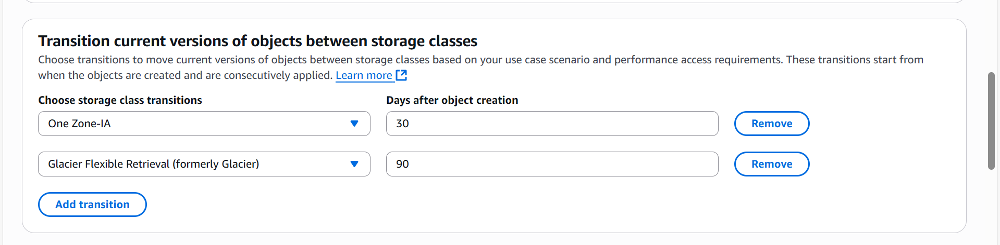 Transition current versions of objects between storage classes
Choose transitions to move current versions of objects between storage classes based on your use case scenario and performance access requirements. These transitions start from
when the objects are created and are consecutively applied. Learn more
Choose storage class transitions Days after object creation
One Zone-IA 30 Remove
Glacier Flexible Retrieval (formerly Glacier) 90 Remove
Add transition